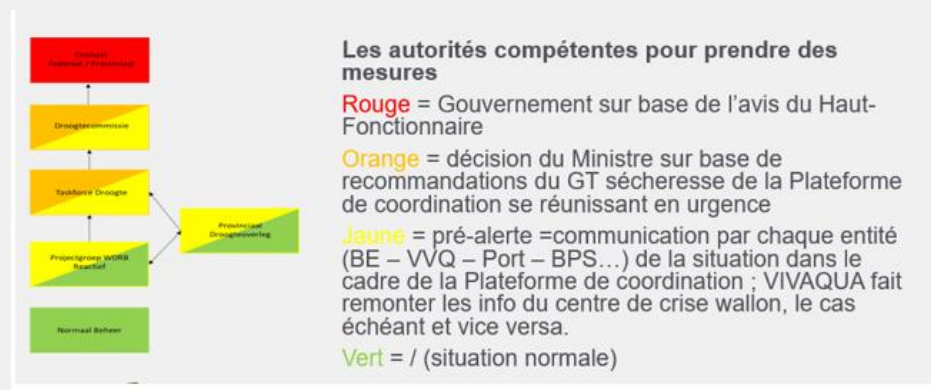 Crisiscel
Federaal / Provinciaal
Droogtecommissie
Taskforce Droogte
Provinciaal
Droogteoverleg
Projectgroep WORB
Reactief
Normaal Beheer
Les autorités compétentes pour prendre des
mesures
Rouge = Gouvernement sur base de l'avis du Haut-
Fonctionnaire
Orange = décision du Ministre sur base de
recommandations du GT sécheresse de la Plateforme
de coordination se réunissant en urgence
Jaune = pré-alerte =communication par chaque entité
(BE – VVQ – Port – BPS…) de la situation dans le
cadre de la Plateforme de coordination ; VIVAQUA fait
remonter les info du centre de crise wallon, le cas
échéant et vice versa.
Vert = / (situation normale)